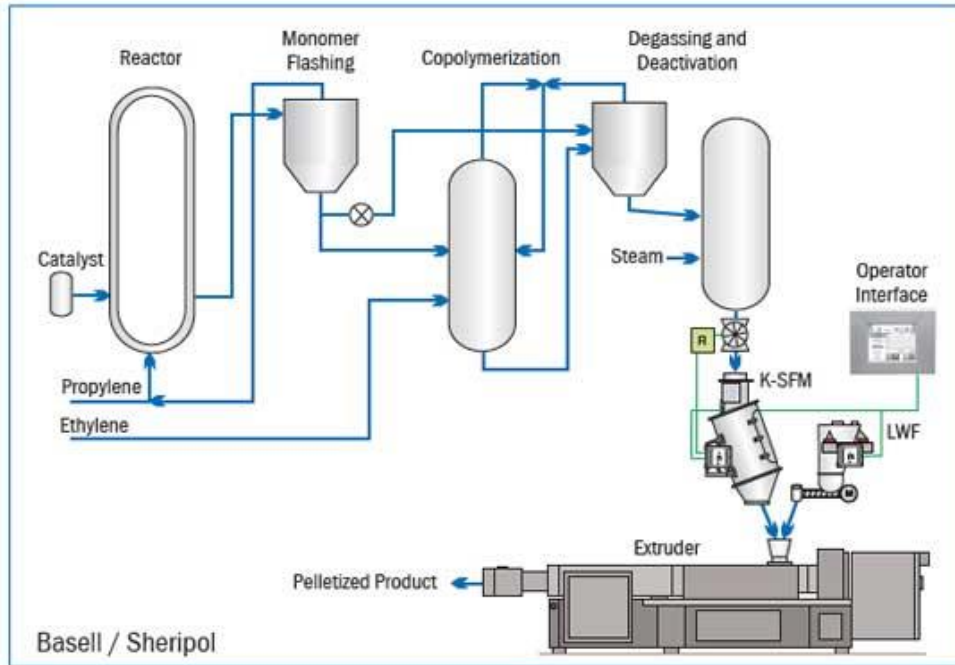 Reactor
Monomer
Flashing
Copolymerization
Degassing and
Deactivation
Catalyst
Steam
Operator
Interface
R
K-SFM
Propylene
Ethylene
LWF
M
Extruder
Pelletized Product
Basell / Sheripol